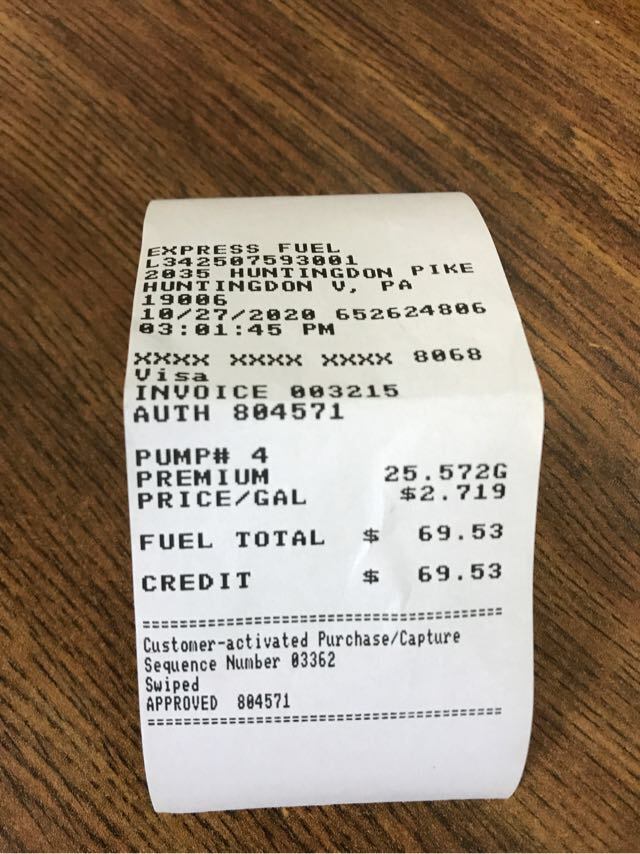 EXPRESS FUEL
L342507593001
2035 HUNTINGDON PIKE
HUNTINGDON V, PA
19006
10/27/2020 652624806
03:01:45 PM
XXXX XXXX XXXX 8068
Visa
INVOICE 003215
AUTH 804571
PUMP# 4
PREMIUM 25.572G
PRICE/GAL $2.719
FUEL TOTAL $ 69.53
CREDIT $ 69.53
==========================================
Customer-activated Purchase/Capture
Sequence Number 03362
Swiped
APPROVED 804571
==========================================